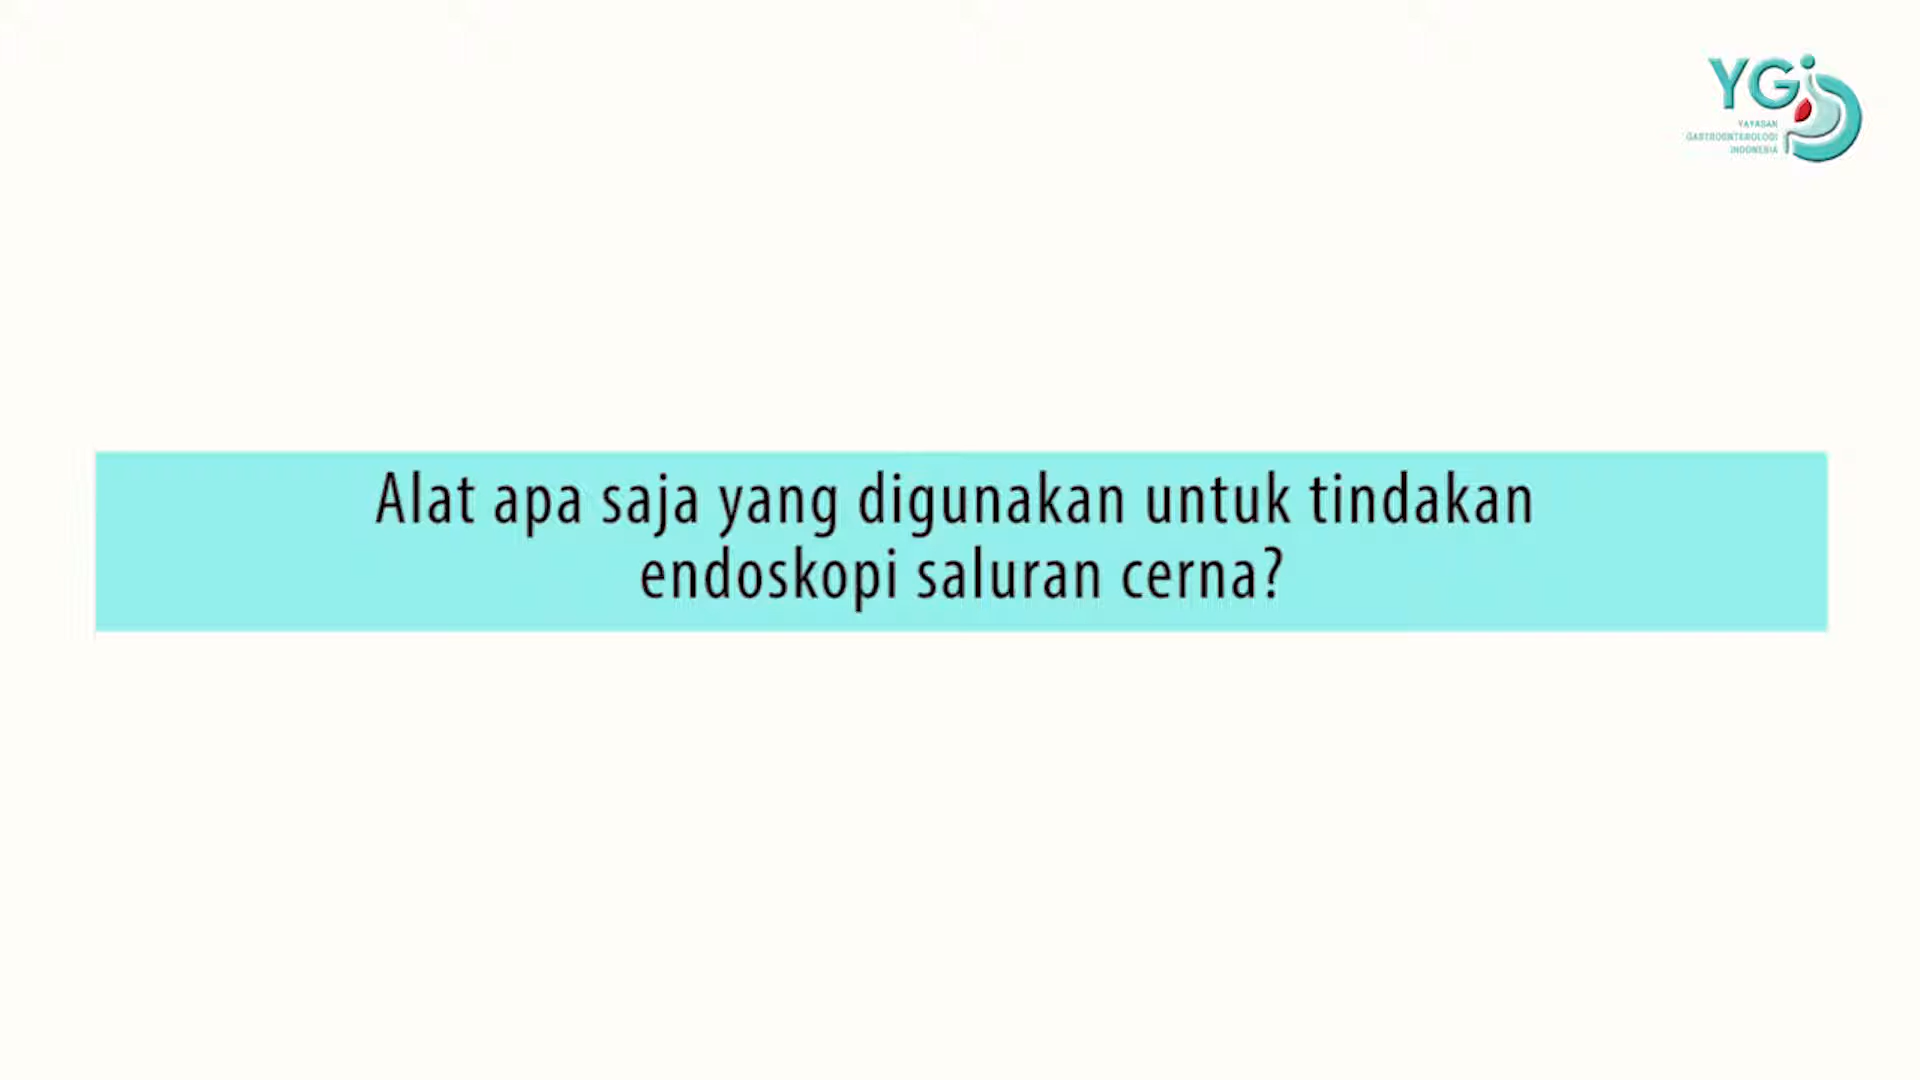 YGi
YAYASAN
GASTROENTEROLOGI
INDONESIA
Alat apa saja yang digunakan untuk tindakan
endoskopi saluran cerna?